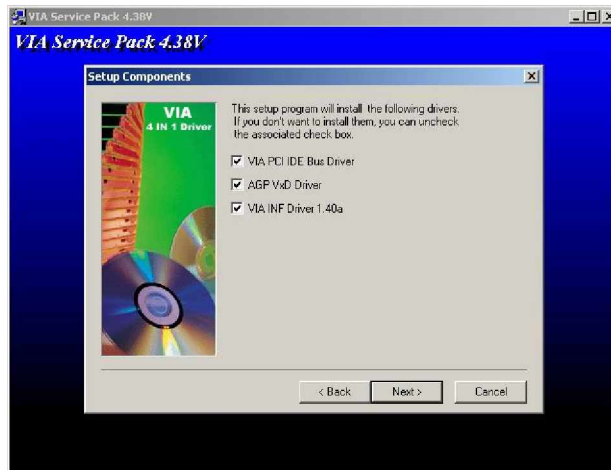 VIA Service Pack 4.38V
VIA Service Pack 4.38V
Setup Components
VIA
4 IN 1 Driver
This setup program will install the following drivers.
If you don't want to install them, you can uncheck
the associated check box.
VIA PCI IDE Bus Driver
AGP VxD Driver
VIA INF Driver 1.40a
< Back
Next >
Cancel